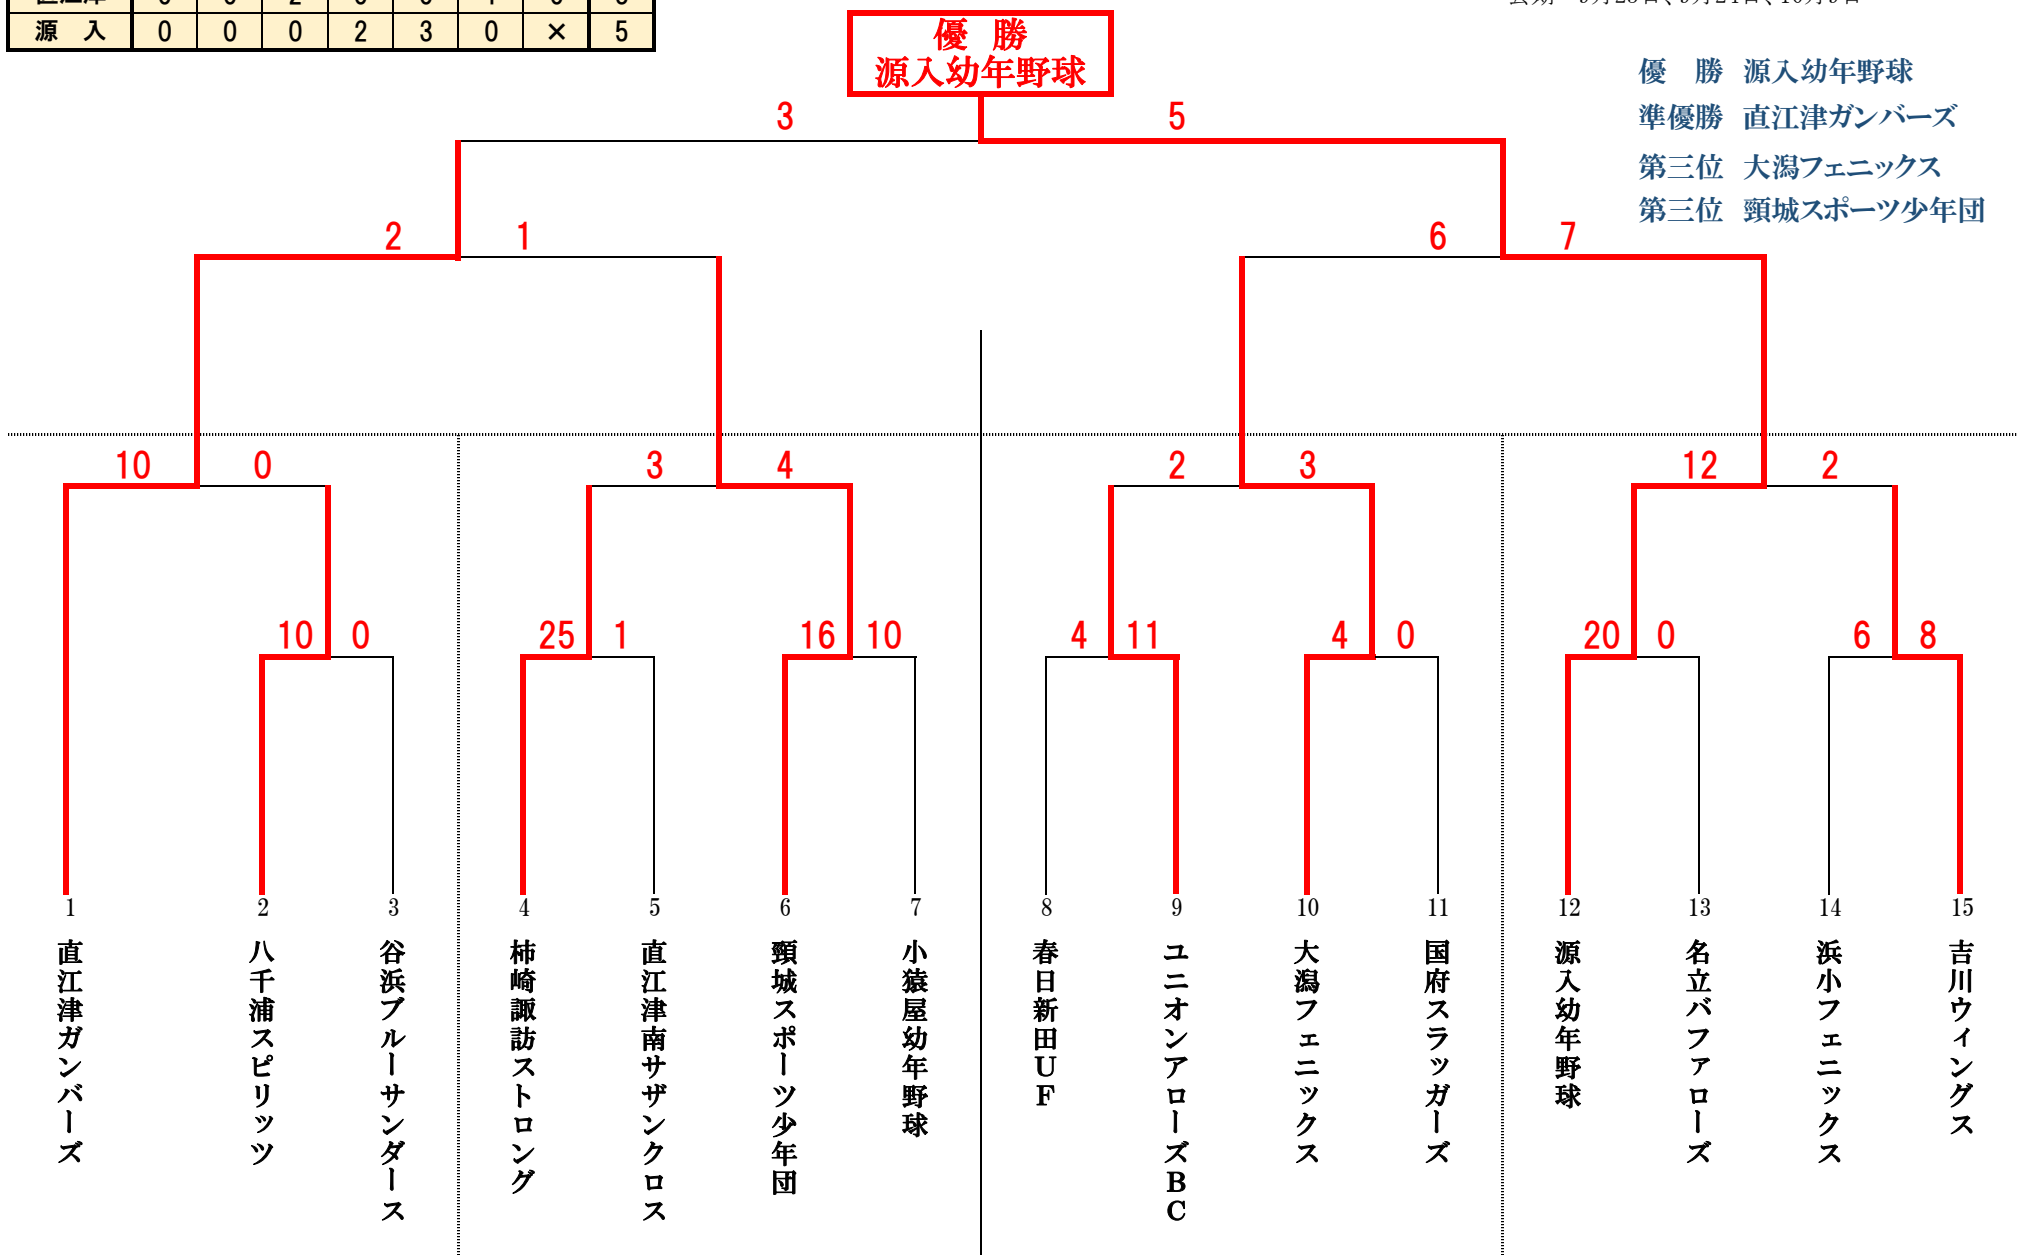 源 入 0 0 0 2 3 0 × 5
優 勝
源入幼年野球
優 勝 源入幼年野球
準優勝 直江津ガンバーズ
第三位 大潟フェニックス
第三位 頸城スポーツ少年団
3 5
2 1 6 7
10 0 3 4 2 3 12 2
10 0 25 1 16 10 4 11 4 0 20 0 6 8
1 2 3 4 5 6 7 8 9 10 11 12 13 14 15
直江津ガンバーズ
八千浦スピリッツ
谷浜ブルーサンダース
柿崎諏訪ストロング
直江津南サザンクロス
頸城スポーツ少年団
小猿屋幼年野球
春日新田UF
ユニオンアローズBC
大潟フェニックス
国府スラッガーズ
源入幼年野球
名立バファローズ
浜小フェニックス
吉川ウィングス